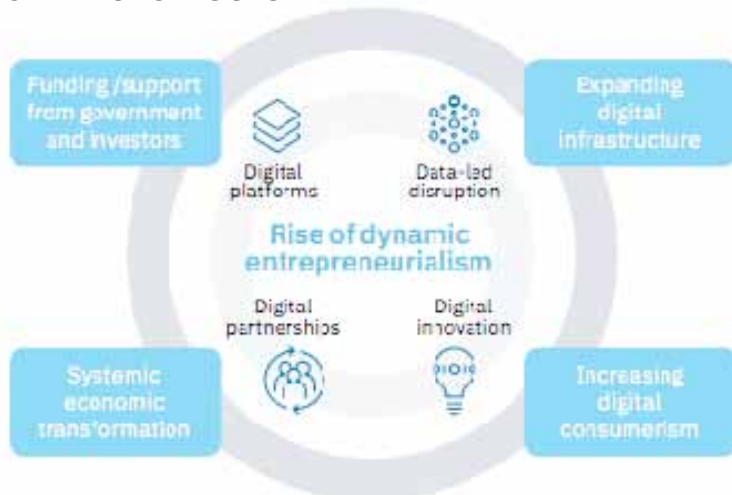 Funding/support
from government
and investors
Expanding
digital
infrastructure
Digital
platforms
Data-led
disruption
Rise of dynamic
entrepreneurialism
Digital
partnerships
Digital
innovation
Systemic
economic
transformation
Increasing
digital
consumerism